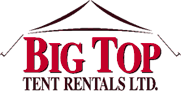 BIG TOP
TENT RENTALS LTD.